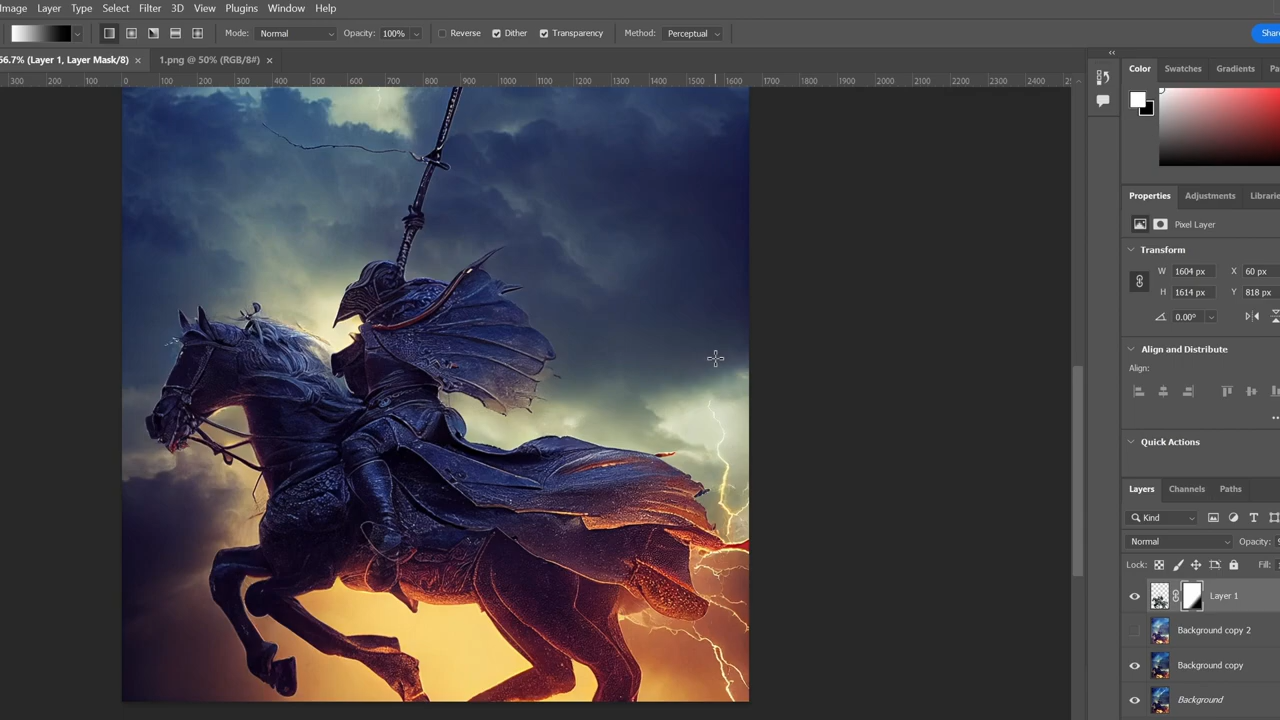 Image Layer Type Select Filter 3D View Plugins Window Help
Mode: Normal Opacity: 100% Reverse Dither Transparency Method: Perceptual Shar
66.7% (Layer 1, Layer Mask/8) × 1.png @ 50% (RGB/8#) ×
300 200 100 0 100 200 300 400 500 600 700 800 900 1000 1100 1200 1300 1400 1500 1600 1700 1800 1900 2000 2100 2200 2300 2400
Color Swatches Gradients Pa
Properties Adjustments Librarie
Pixel Layer
Transform
W 1604 px X 60 px
H 1614 px Y 818 px
0.00°
Align and Distribute
Align:
Quick Actions
Layers Channels Paths
Kind
Normal Opacity:
Lock: Fill:
Layer 1
Background copy 2
Background copy
Background